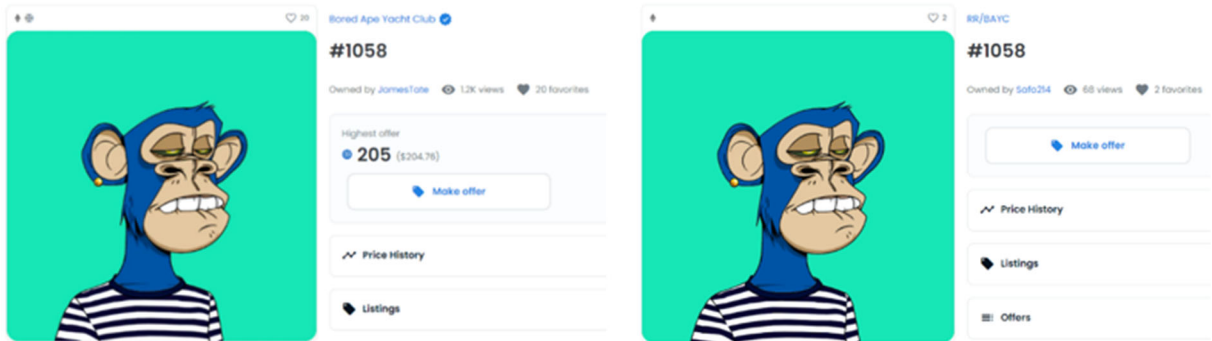 20
Bored Ape Yacht Club
#1058
Owned by JamesTate 1.2K views 20 favorites
Highest offer
205 ($204.76)
Make offer
Price History
Listings
2
RR/BAYC
#1058
Owned by Safo214 68 views 2 favorites
Make offer
Price History
Listings
Offers